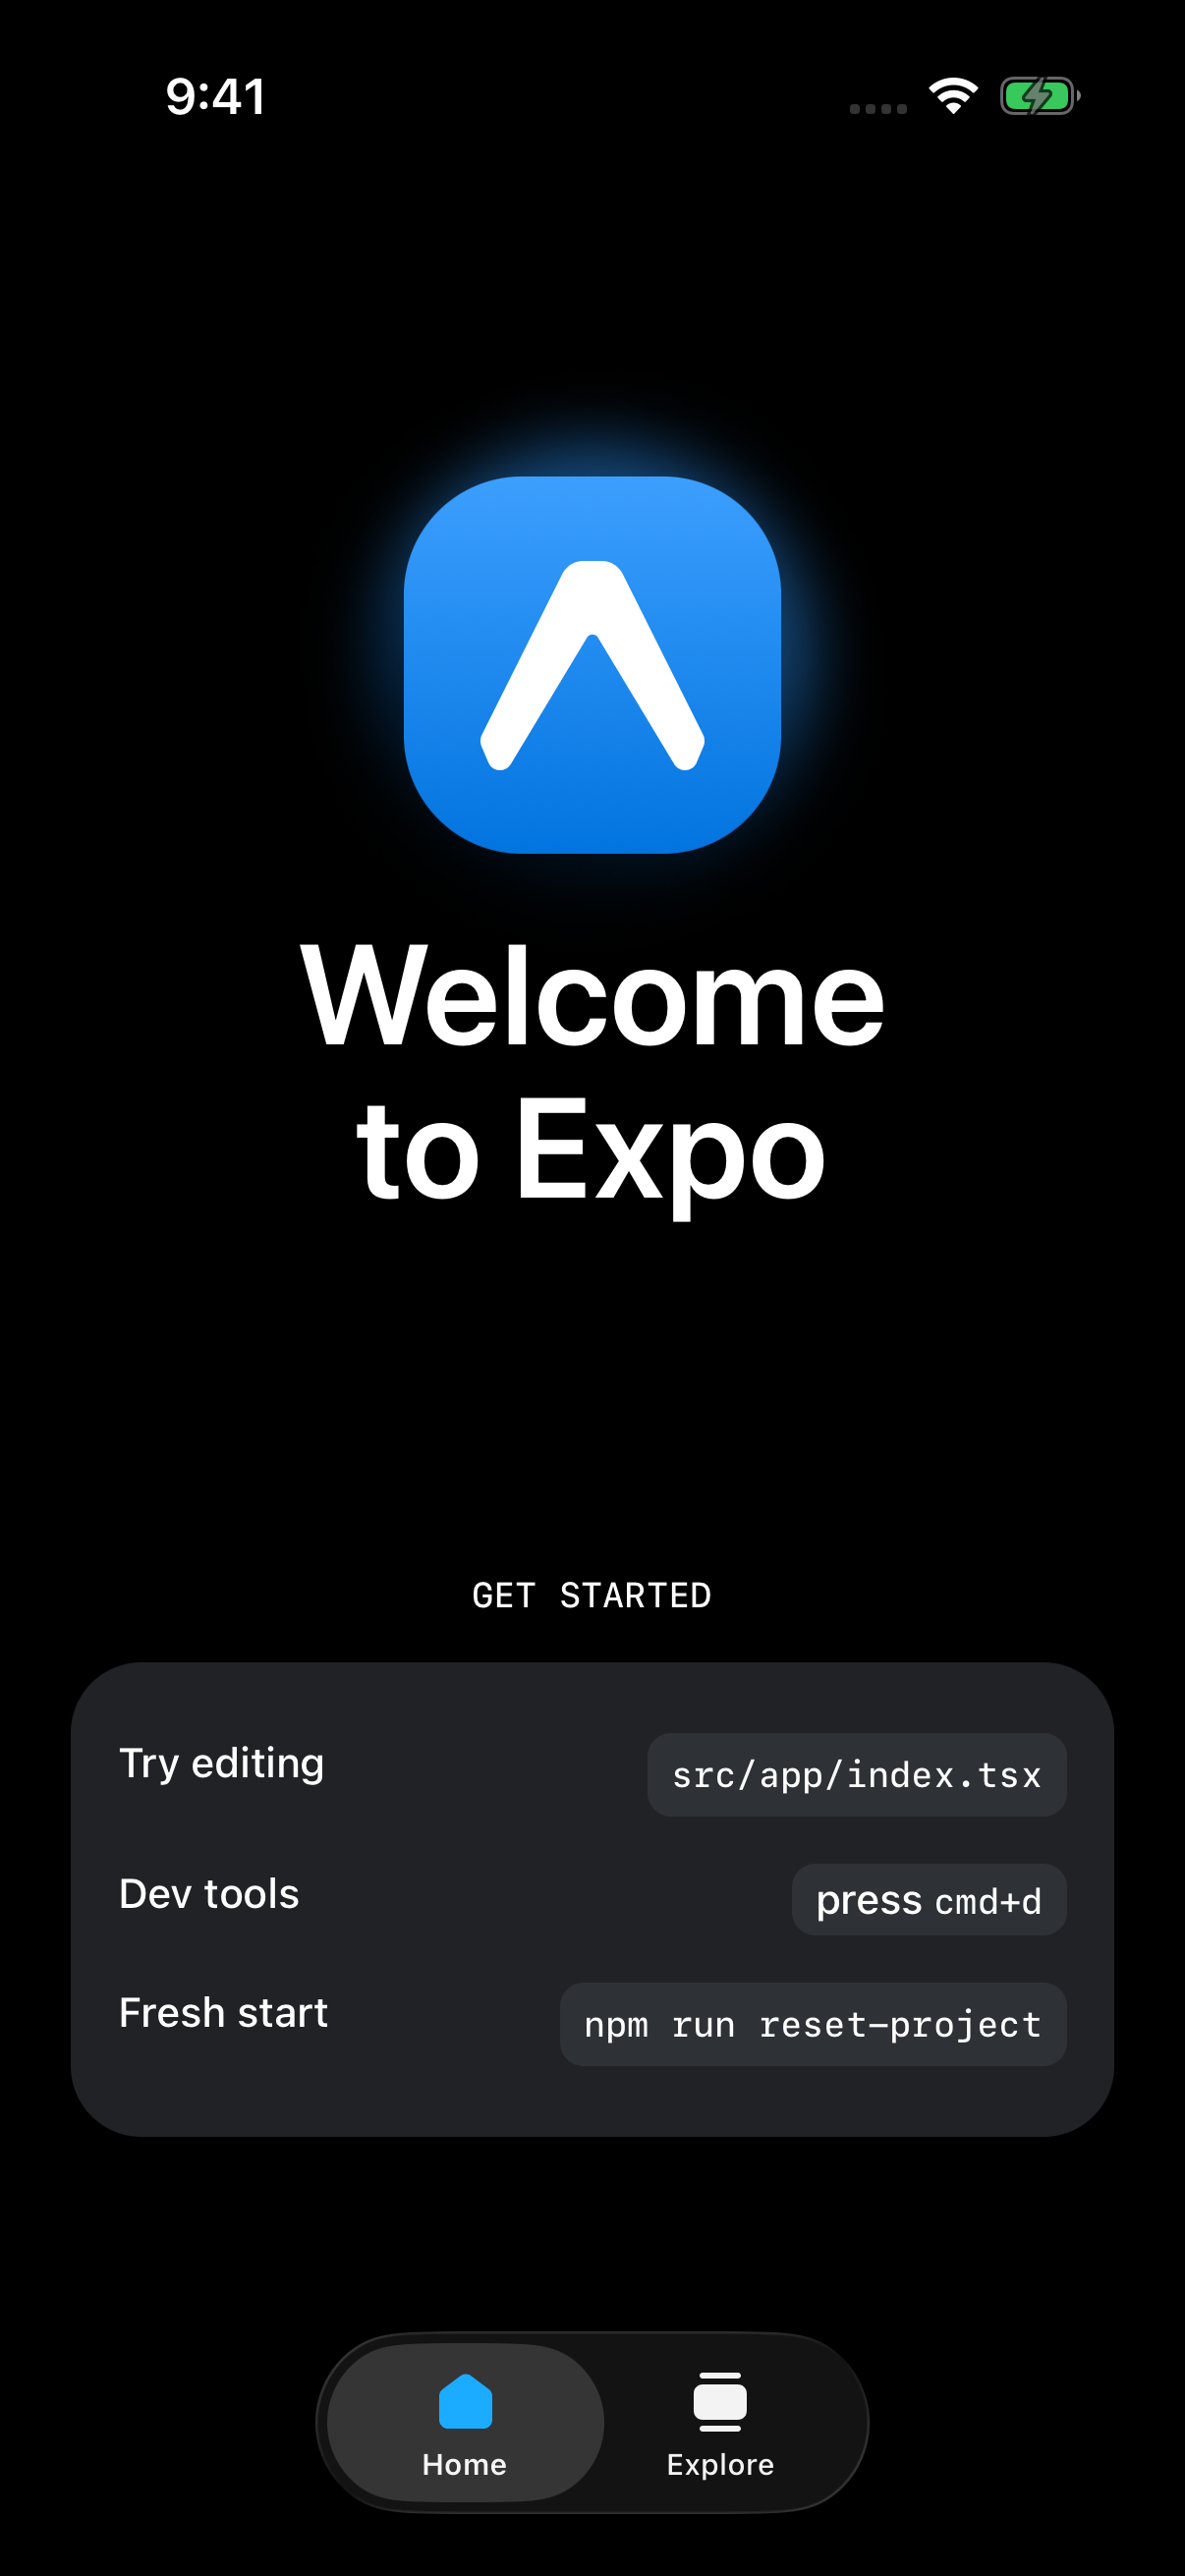 9:41
Welcome
to Expo
GET STARTED
Try editing src/app/index.tsx
Dev tools press cmd+d
Fresh start npm run reset-project
Home Explore